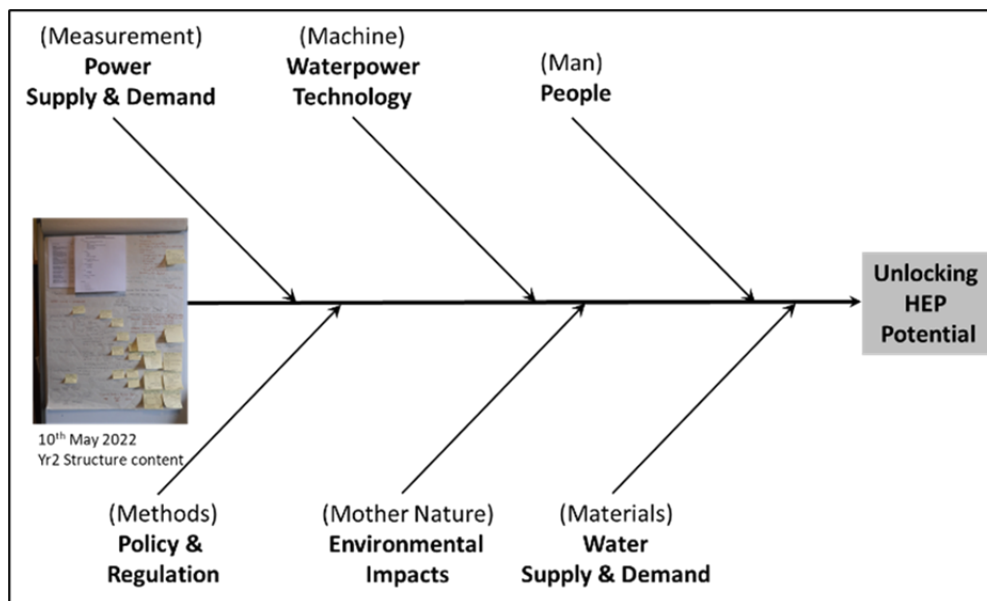 (Measurement)
Power
Supply & Demand
(Machine)
Waterpower
Technology
(Man)
People
Unlocking
HEP
Potential
10th May 2022
Yr2 Structure content
(Methods)
Policy &
Regulation
(Mother Nature)
Environmental
Impacts
(Materials)
Water
Supply & Demand